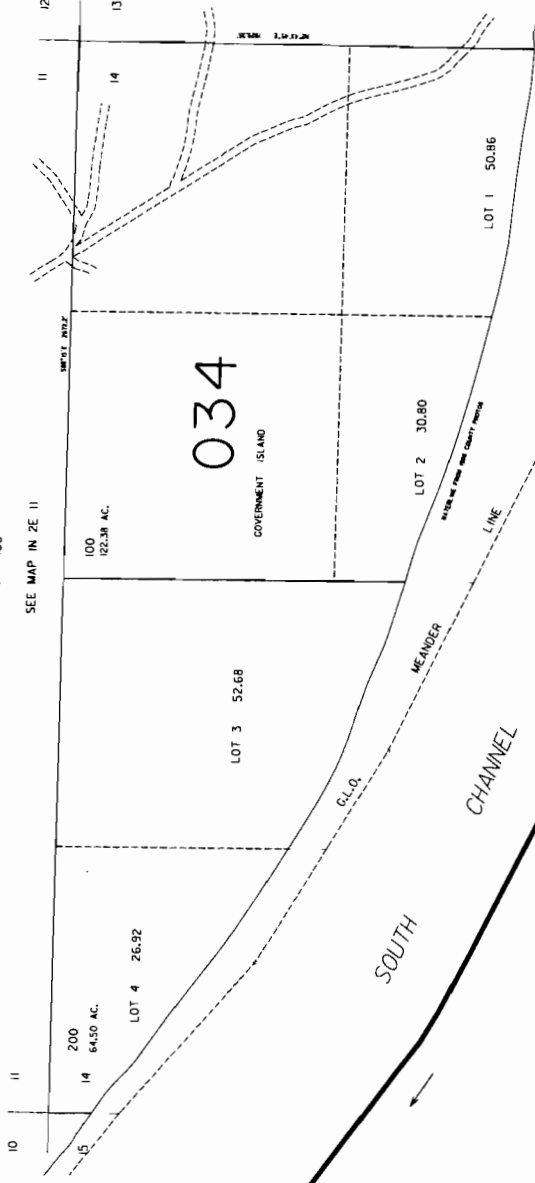 SEE MAP IN 2E 11
10
11
11
12
15
14
14
13
200
64.50 AC.
LOT 4 26.92
LOT 3 52.68
100
122.38 AC.
034
GOVERNMENT ISLAND
LOT 2 30.80
LOT 1 50.86
G.L.O.
MEANDER
LINE
SOUTH
CHANNEL